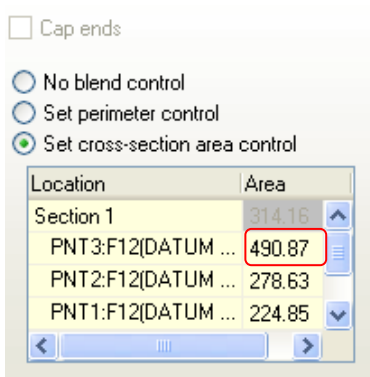 Cap ends
No blend control
Set perimeter control
Set cross-section area control
Location Area
Section 1 314.16
PNT3:F12(DATUM ... 490.87
PNT2:F12(DATUM ... 278.63
PNT1:F12(DATUM ... 224.85